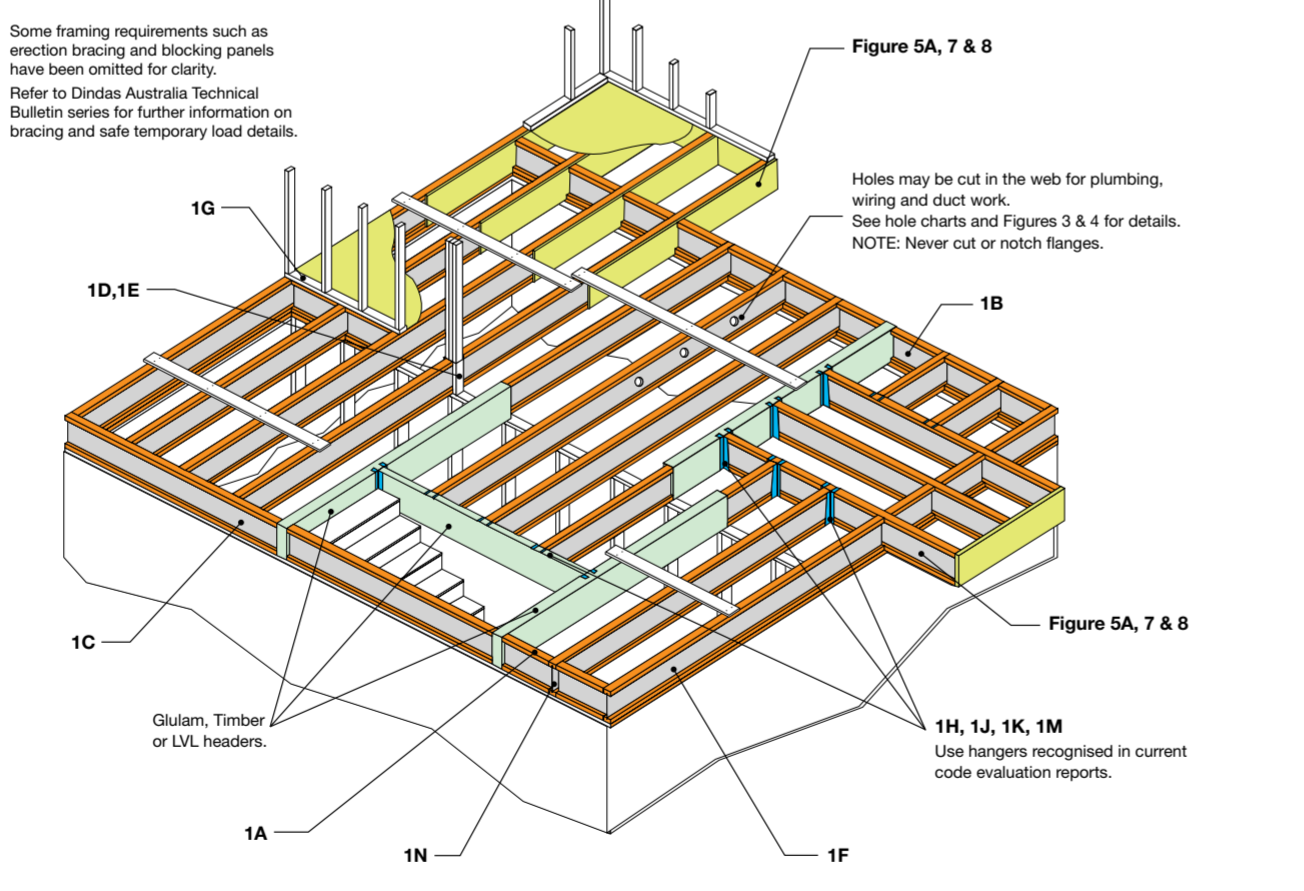 Some framing requirements such as
erection bracing and blocking panels
have been omitted for clarity.
Refer to Dindas Australia Technical
Bulletin series for further information on
bracing and safe temporary load details.
Figure 5A, 7 & 8
Holes may be cut in the web for plumbing,
wiring and duct work.
See hole charts and Figures 3 & 4 for details.
NOTE: Never cut or notch flanges.
1G
1D,1E
1B
1C
Figure 5A, 7 & 8
Glulam, Timber
or LVL headers.
1H, 1J, 1K, 1M
Use hangers recognised in current
code evaluation reports.
1A
1N
1F